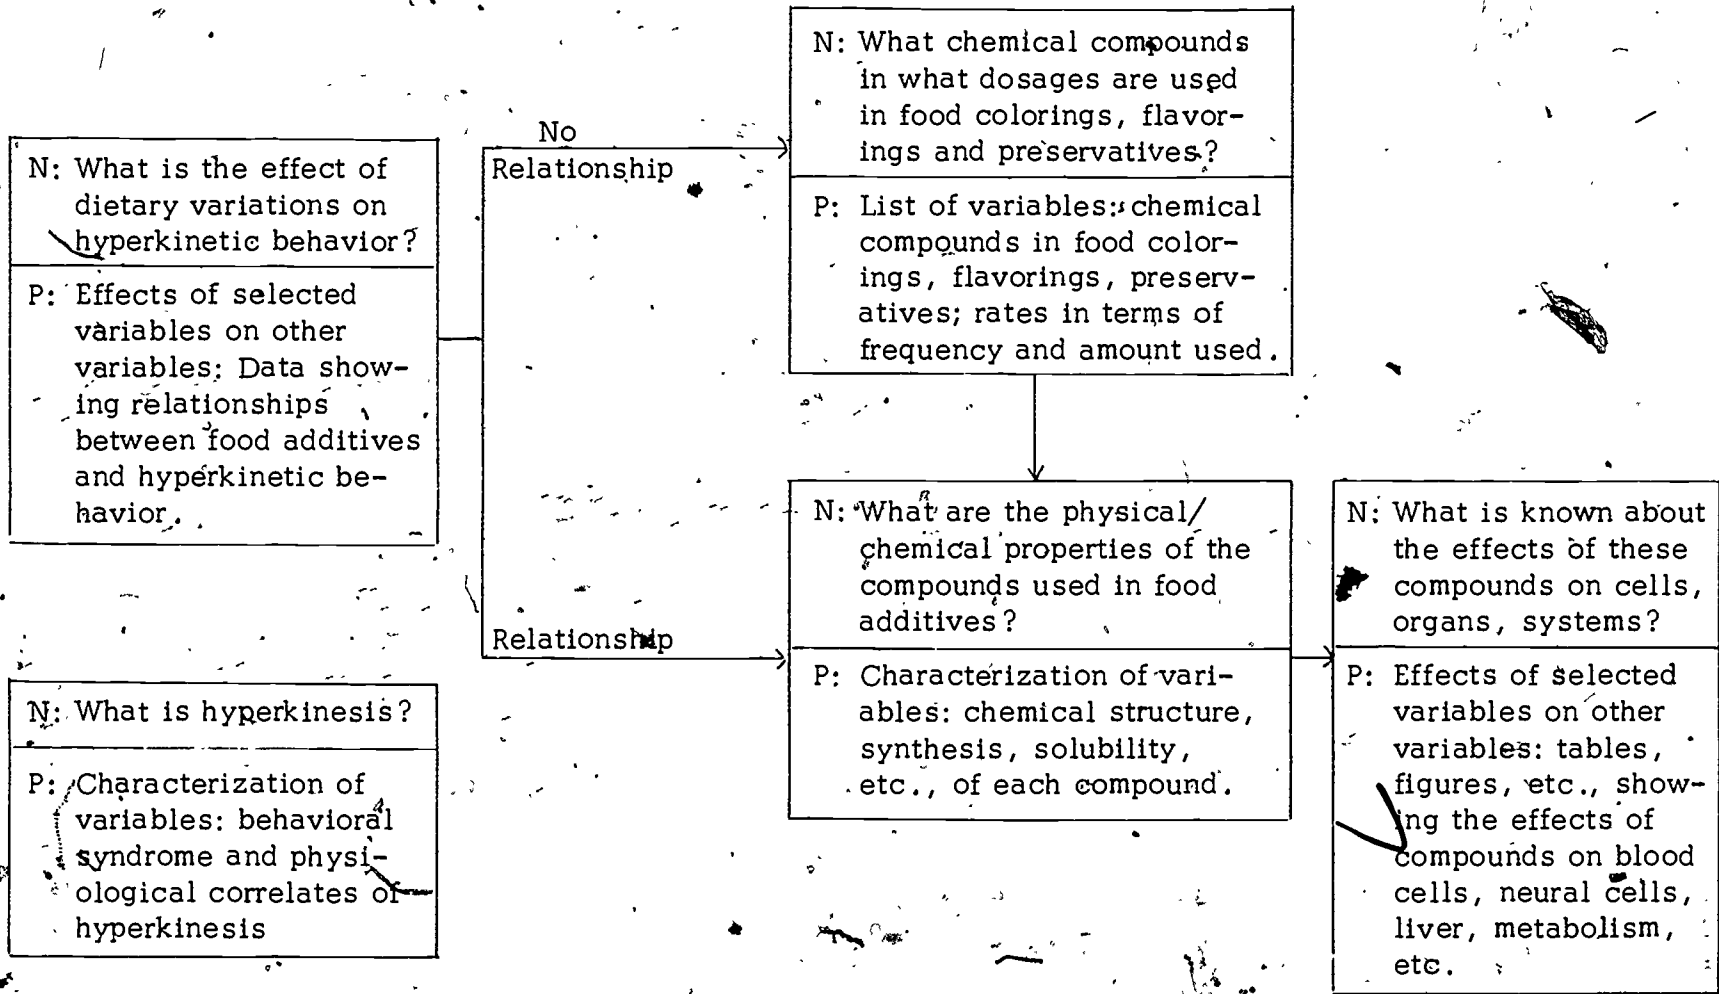 N: What is the effect of
dietary variations on
hyperkinetic behavior?
P: Effects of selected
variables on other
variables: Data show-
ing relationships
between food additives
and hyperkinetic be-
havior.
N: What is hyperkinesis?
P: Characterization of
variables: behavioral
syndrome and physi-
ological correlates of
hyperkinesis
No
Relationship
Relationship
N: What chemical compounds
in what dosages are used
in food colorings, flavor-
ings and preservatives?
P: List of variables: chemical
compounds in food color-
ings, flavorings, preserv-
atives; rates in terms of
frequency and amount used.
N: What are the physical/
chemical properties of the
compounds used in food
additives?
P: Characterization of vari-
ables: chemical structure,
synthesis, solubility,
etc., of each compound.
N: What is known about
the effects of these
compounds on cells,
organs, systems?
P: Effects of selected
variables on other
variables: tables,
figures, etc., show-
ing the effects of
compounds on blood
cells, neural cells,
liver, metabolism,
etc.